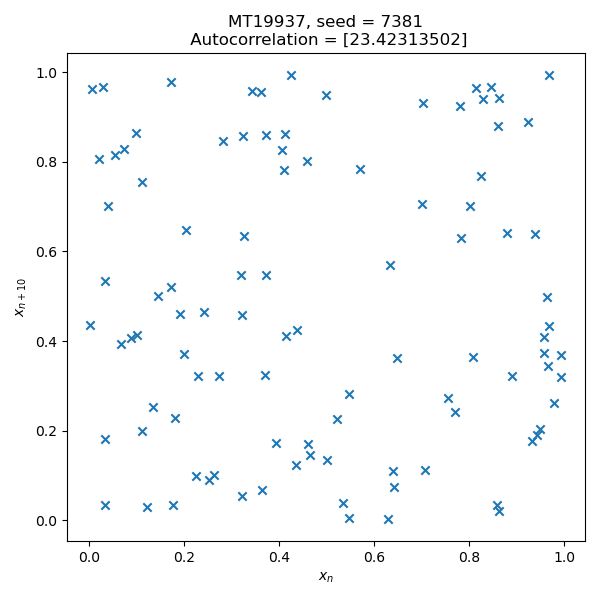 MT19937, seed = 7381
Autocorrelation = [23.42313502]
1.0
0.8
0.6
0.4
0.2
0.0
x_{n+10}
0.0 0.2 0.4 0.6 0.8 1.0
x_n